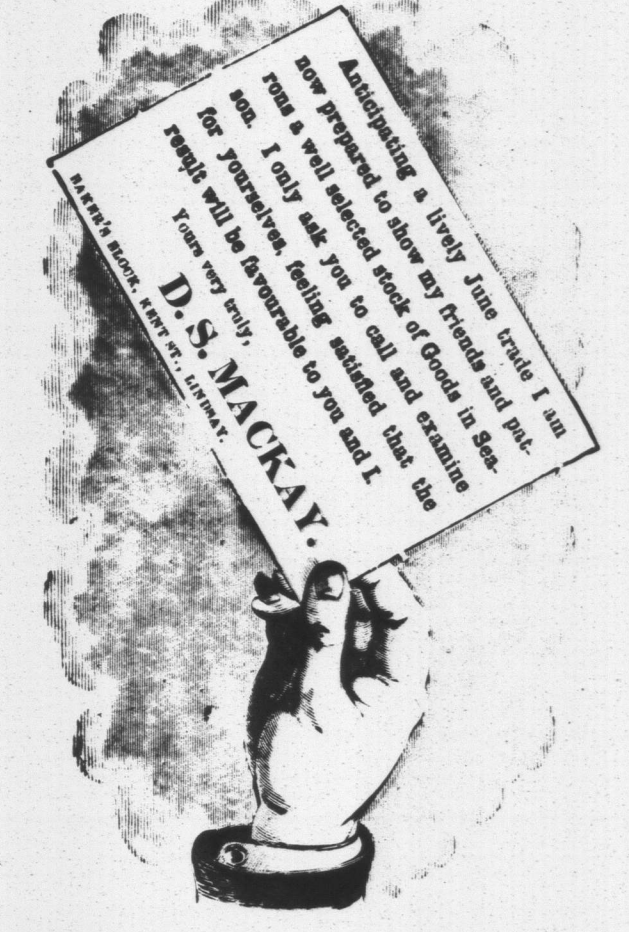 Anticipating a lively June trade I am
now prepared to show my friends and pat-
rons a well selected stock of Goods in Sea-
son. I only ask you to call and examine
for yourselves, feeling satisfied that the
result will be favourable to you and I.
Yours very truly,
D. S. MACKAY.
BAKER'S BLOCK, KENT ST., LINDSAY.